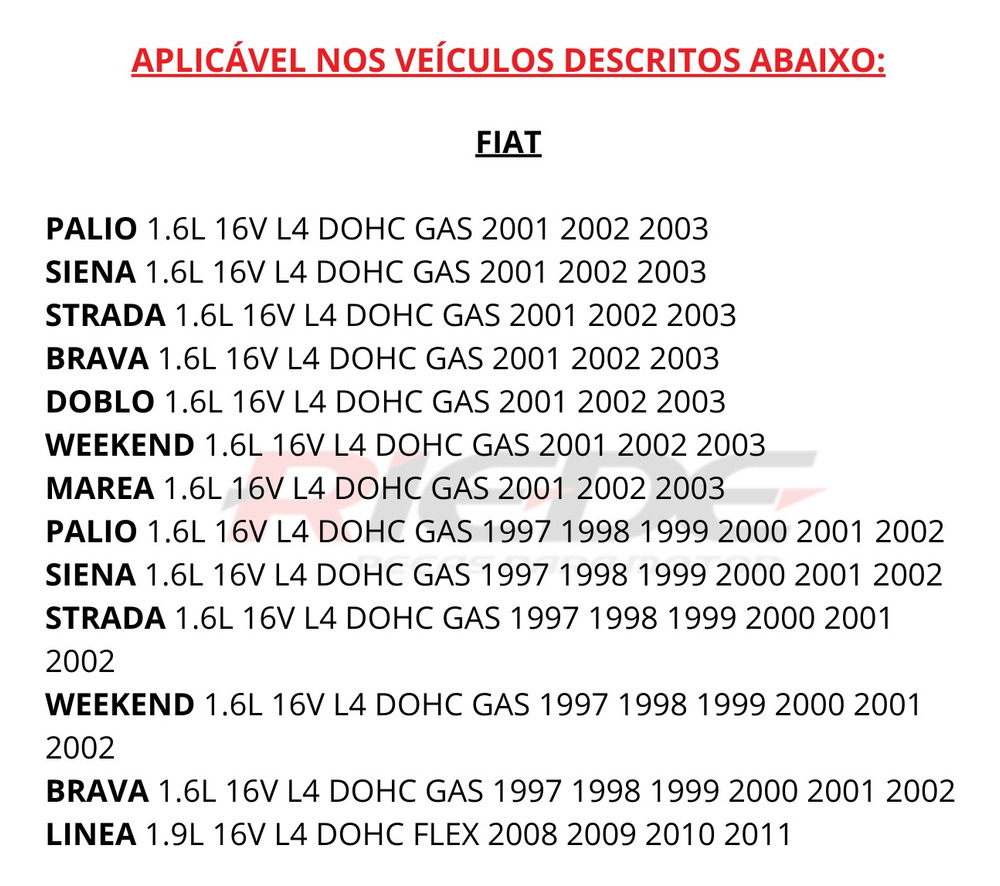 APLICÁVEL NOS VEÍCULOS DESCRITOS ABAIXO:
FIAT
PALIO 1.6L 16V L4 DOHC GAS 2001 2002 2003
SIENA 1.6L 16V L4 DOHC GAS 2001 2002 2003
STRADA 1.6L 16V L4 DOHC GAS 2001 2002 2003
BRAVA 1.6L 16V L4 DOHC GAS 2001 2002 2003
DOBLO 1.6L 16V L4 DOHC GAS 2001 2002 2003
WEEKEND 1.6L 16V L4 DOHC GAS 2001 2002 2003
MAREA 1.6L 16V L4 DOHC GAS 2001 2002 2003
RIEDE
PALIO 1.6L 16V L4 DOHC GAS 1997 1998 1999 2000 2001 2002
PEÇAS PARA MOTOR
SIENA 1.6L 16V L4 DOHC GAS 1997 1998 1999 2000 2001 2002
STRADA 1.6L 16V L4 DOHC GAS 1997 1998 1999 2000 2001
2002
WEEKEND 1.6L 16V L4 DOHC GAS 1997 1998 1999 2000 2001
2002
BRAVA 1.6L 16V L4 DOHC GAS 1997 1998 1999 2000 2001 2002
LINEA 1.9L 16V L4 DOHC FLEX 2008 2009 2010 2011